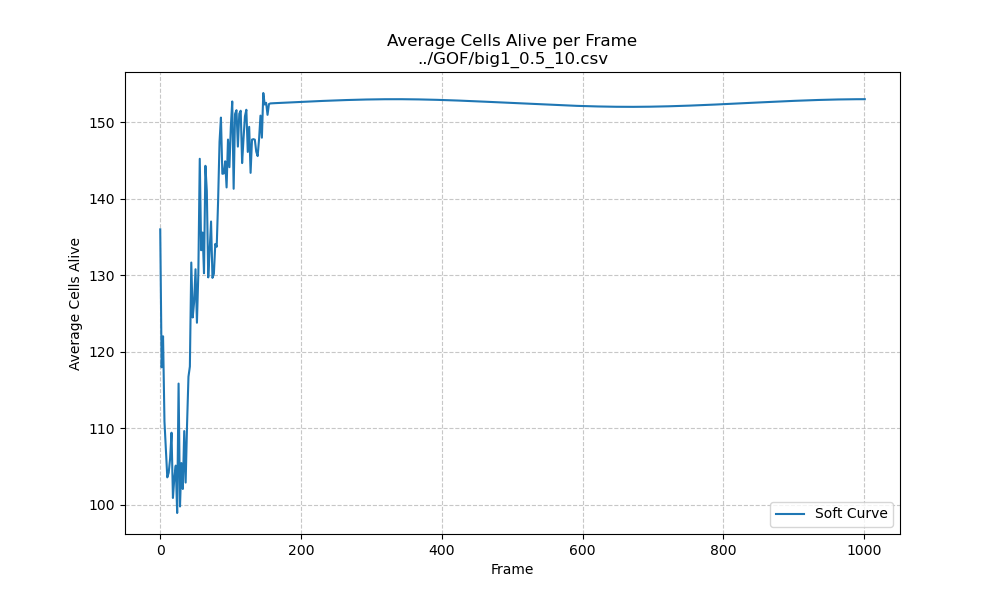 Average Cells Alive per Frame
../GOF/big1_0.5_10.csv
Average Cells Alive
150
140
130
120
110
100
Soft Curve
0
200
400
600
800
1000
Frame